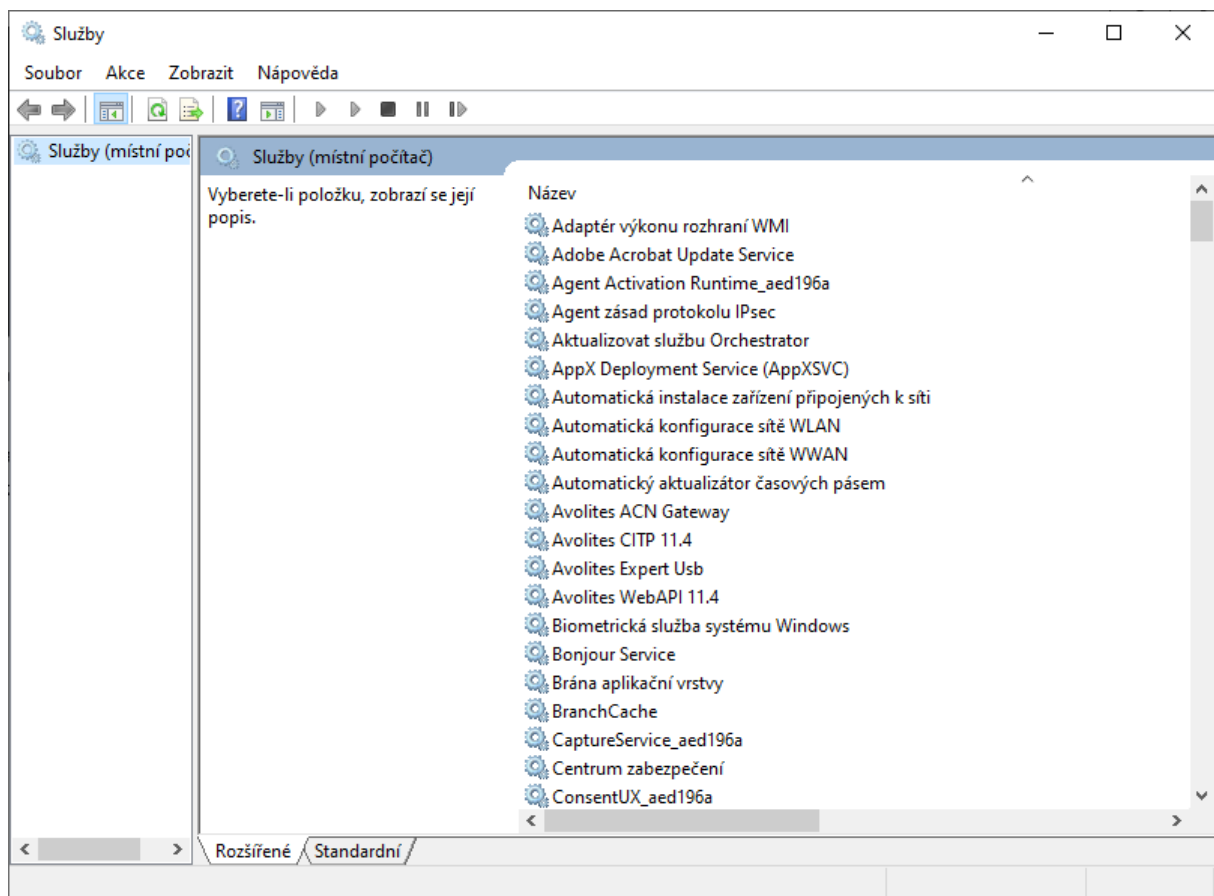 Služby
Soubor Akce Zobrazit Nápověda
Služby (místní poč
Služby (místní počítač)
Vyberete-li položku, zobrazí se její
popis.
Název
Adaptér výkonu rozhraní WMI
Adobe Acrobat Update Service
Agent Activation Runtime_aed196a
Agent zásad protokolu IPsec
Aktualizovat službu Orchestrator
AppX Deployment Service (AppXSVC)
Automatická instalace zařízení připojených k síti
Automatická konfigurace sítě WLAN
Automatická konfigurace sítě WWAN
Automatický aktualizátor časových pásem
Avolites ACN Gateway
Avolites CITP 11.4
Avolites Expert Usb
Avolites WebAPI 11.4
Biometrická služba systému Windows
Bonjour Service
Brána aplikační vrstvy
BranchCache
CaptureService_aed196a
Centrum zabezpečení
ConsentUX_aed196a
Rozšířené Standardní